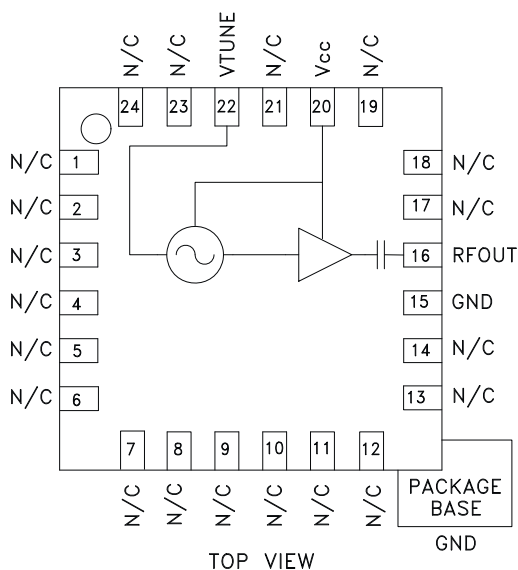 N/C
N/C
VTUNE
N/C
Vcc
N/C
24
23
22
21
20
19
N/C 1
N/C 2
N/C 3
N/C 4
N/C 5
N/C 6
18 N/C
17 N/C
16 RFOUT
15 GND
14 N/C
13 N/C
7
8
9
10
11
12
N/C
N/C
N/C
N/C
N/C
N/C
PACKAGE
BASE
GND
TOP VIEW